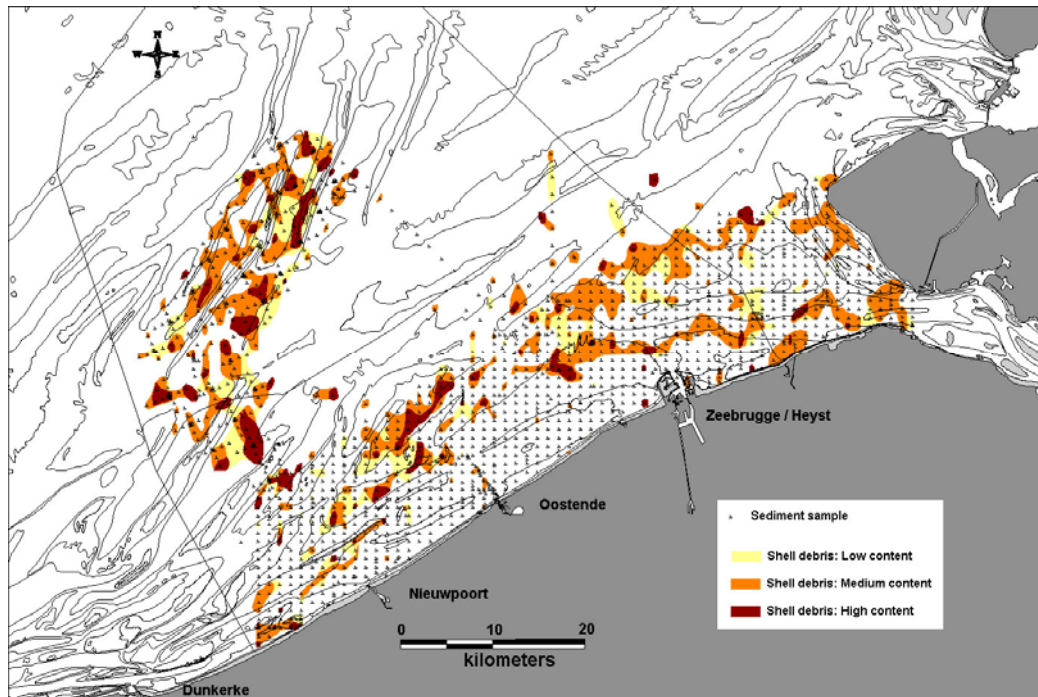 N
W E
S
Zeebrugge / Heyst
Oostende
Sediment sample
Shell debris: Low content
Shell debris: Medium content
Shell debris: High content
Nieuwpoort
0 10 20
kilometers
Dunkerke